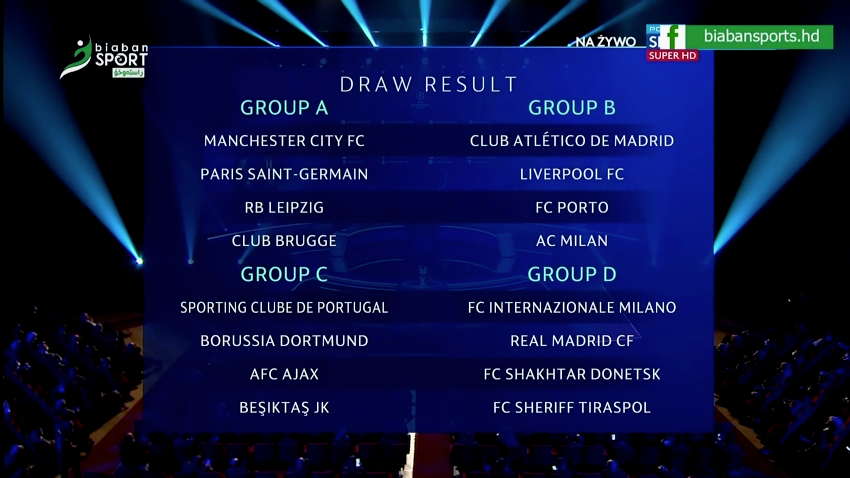 biaban
SPORT
ڕاستەوخۆ
NA ŻYWO
SUPER HD
f biabansports.hd
DRAW RESULT
GROUP A
MANCHESTER CITY FC
PARIS SAINT-GERMAIN
RB LEIPZIG
CLUB BRUGGE
GROUP B
CLUB ATLÉTICO DE MADRID
LIVERPOOL FC
FC PORTO
AC MILAN
GROUP C
SPORTING CLUBE DE PORTUGAL
BORUSSIA DORTMUND
AFC AJAX
BEŞIKTAŞ JK
GROUP D
FC INTERNAZIONALE MILANO
REAL MADRID CF
FC SHAKHTAR DONETSK
FC SHERIFF TIRASPOL